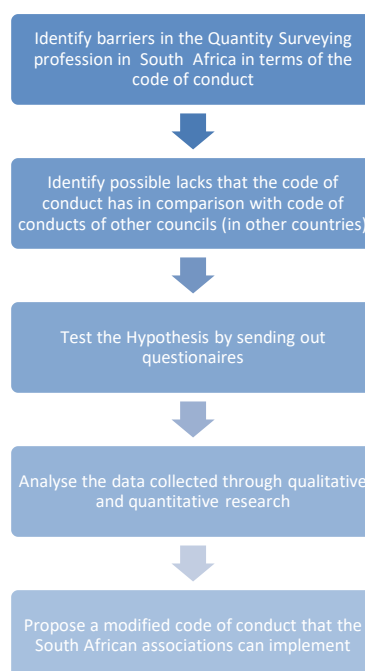 Identify barriers in the Quantity Surveying
profession in South Africa in terms of the
code of conduct
Identify possible lacks that the code of
conduct has in comparison with code of
conducts of other councils (in other countries)
Test the Hypothesis by sending out
questionaires
Analyse the data collected through qualitative
and quantitative research
Propose a modified code of conduct that the
South African associations can implement